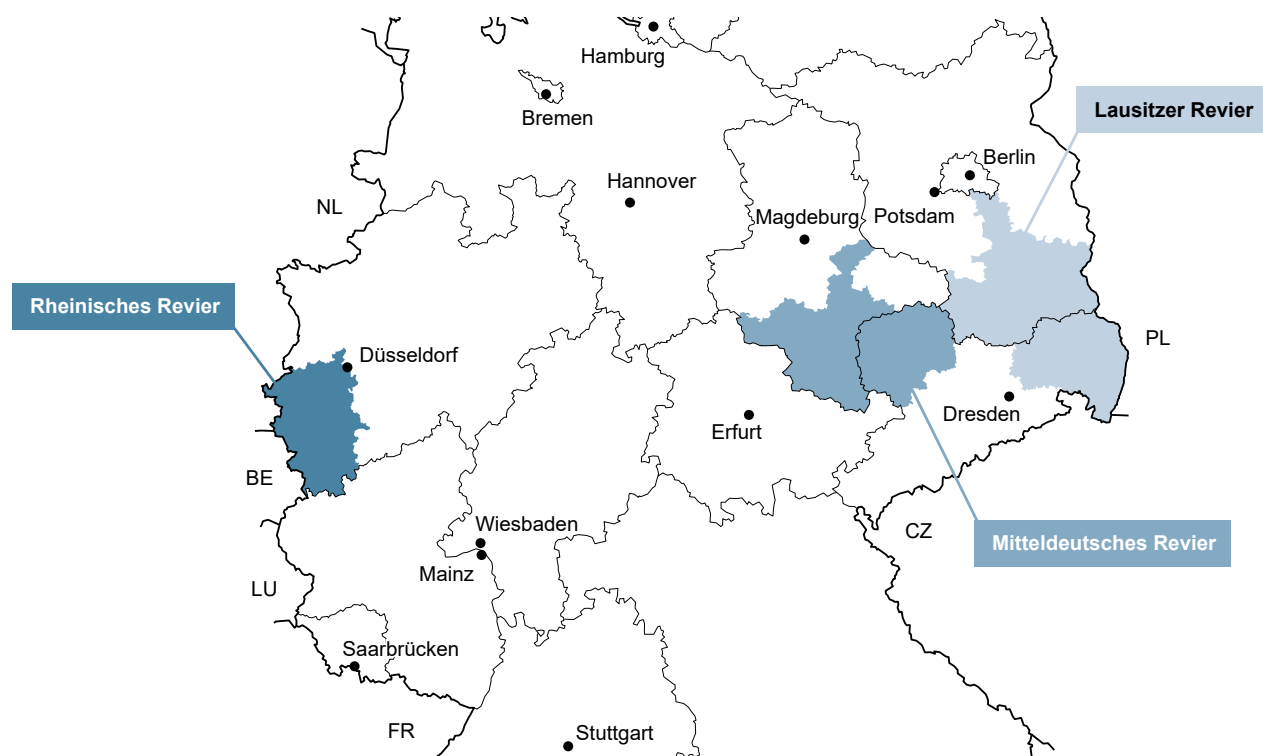 Hamburg
Bremen
Lausitzer Revier
Berlin
Hannover
NL
Magdeburg
Potsdam
Rheinisches Revier
PL
Düsseldorf
Dresden
Erfurt
BE
Wiesbaden
CZ
Mitteldeutsches Revier
Mainz
LU
Saarbrücken
FR
Stuttgart